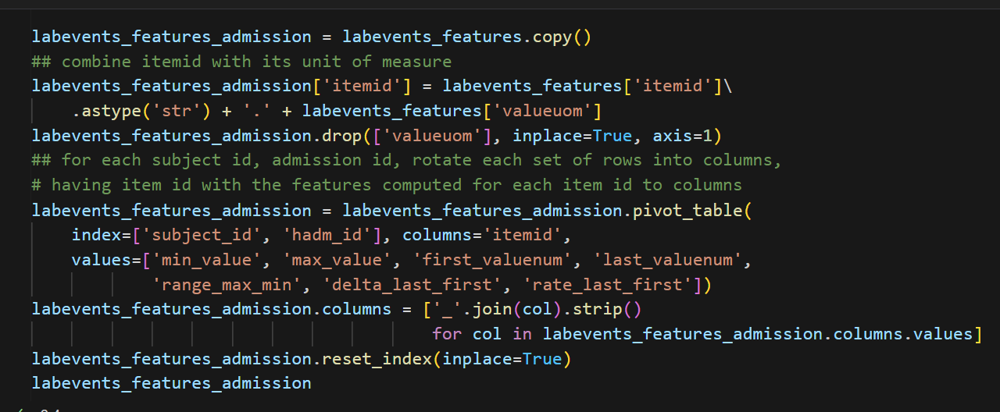 labevents_features_admission = labevents_features.copy()
## combine itemid with its unit of measure
labevents_features_admission['itemid'] = labevents_features['itemid']\
    .astype('str') + '.' + labevents_features['valueuom']
labevents_features_admission.drop(['valueuom'], inplace=True, axis=1)
## for each subject id, admission id, rotate each set of rows into columns,
# having item id with the features computed for each item id to columns
labevents_features_admission = labevents_features_admission.pivot_table(
    index=['subject_id', 'hadm_id'], columns='itemid',
    values=['min_value', 'max_value', 'first_valuenum', 'last_valuenum',
            'range_max_min', 'delta_last_first', 'rate_last_first'])
labevents_features_admission.columns = ['_'.join(col).strip()
                                        for col in labevents_features_admission.columns.values]
labevents_features_admission.reset_index(inplace=True)
labevents_features_admission